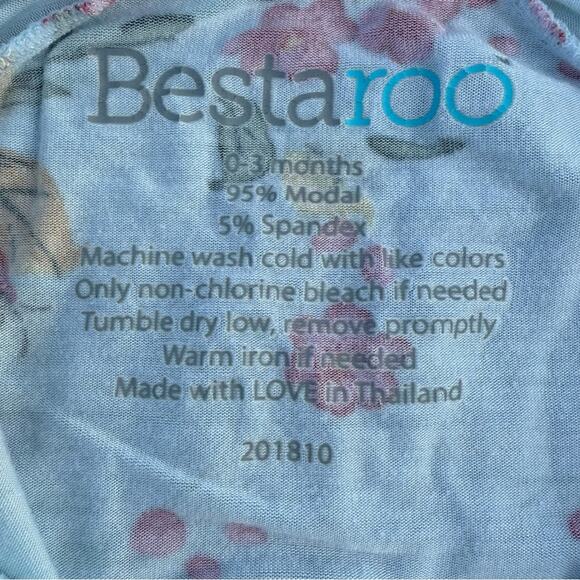 Bestaroo
0-3 months
95% Modal
5% Spandex
Machine wash cold with like colors
Only non-chlorine bleach if needed
Tumble dry low, remove promptly
Warm iron if needed
Made with LOVE in Thailand
201810